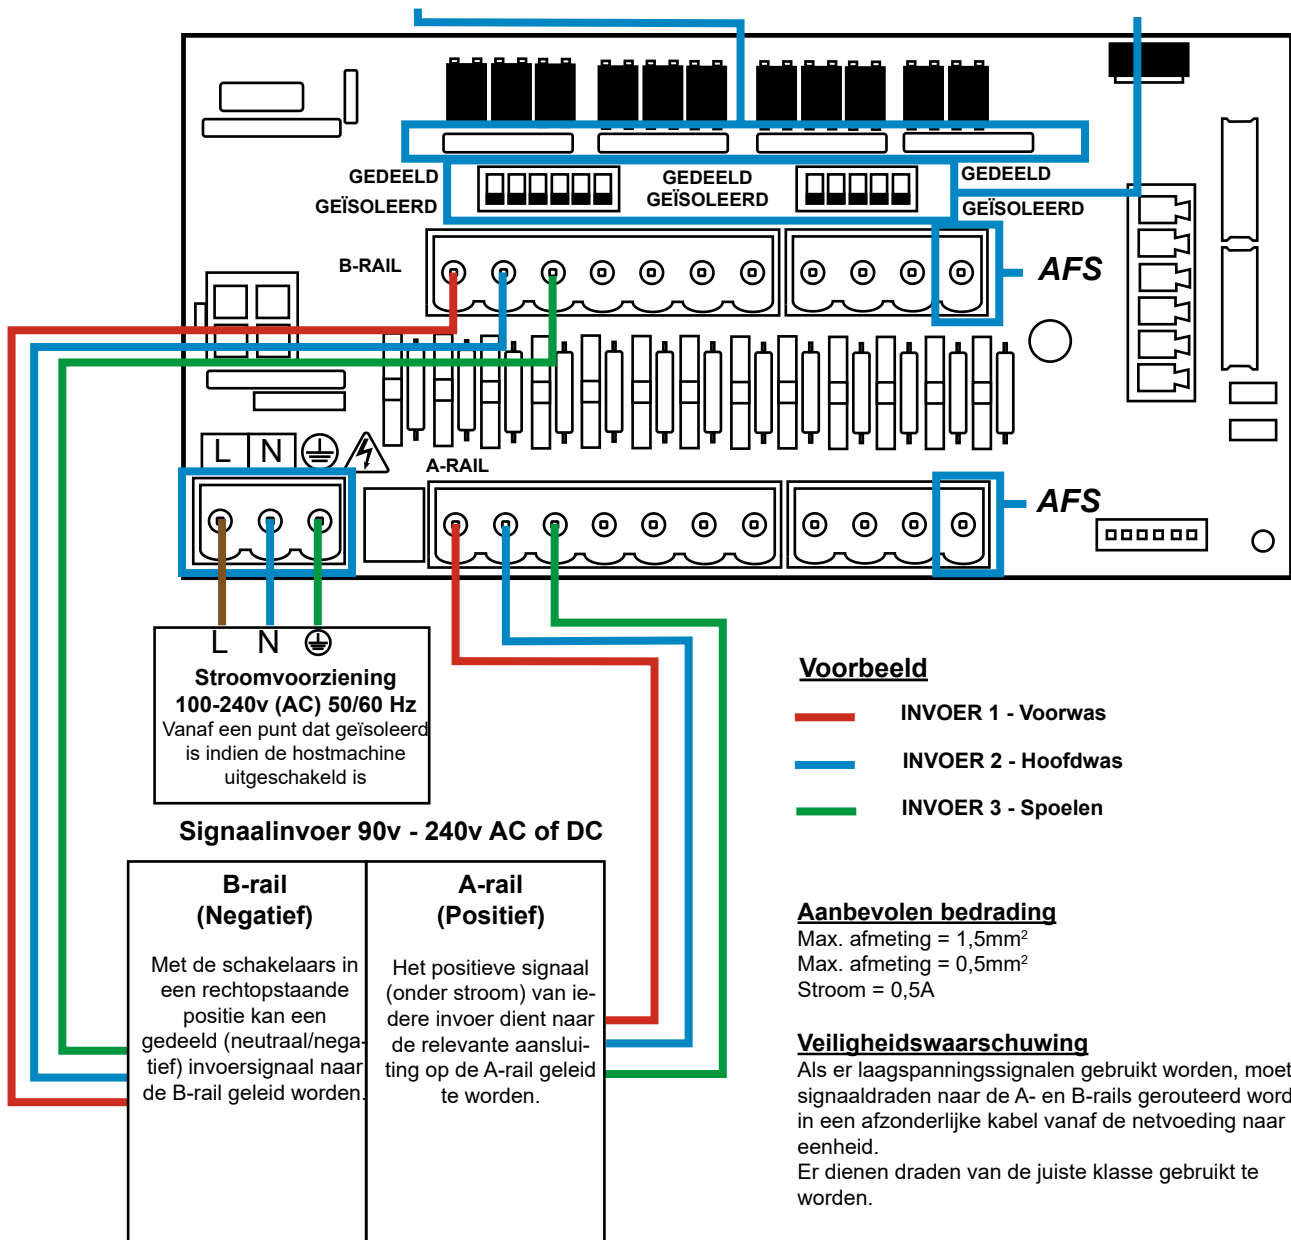 GEDEELD
GEÏSOLEERD
GEDEELD
GEÏSOLEERD
GEDEELD
GEÏSOLEERD
B-RAIL
AFS
L N
A-RAIL
AFS
L N
Stroomvoorziening
100-240v (AC) 50/60 Hz
Vanaf een punt dat geïsoleerd
is indien de hostmachine
uitgeschakeld is
Voorbeeld
INVOER 1 - Voorwas
INVOER 2 - Hoofdwas
INVOER 3 - Spoelen
Signaalinvoer 90v - 240v AC of DC
B-rail
(Negatief)
Met de schakelaars in
een rechtopstaande
positie kan een
gedeeld (neutraal/nega-
tief) invoersignaal naar
de B-rail geleid worden.
A-rail
(Positief)
Het positieve signaal
(onder stroom) van ie-
dere invoer dient naar
de relevante aanslui-
ting op de A-rail geleid
te worden.
Aanbevolen bedrading
Max. afmeting = 1,5mm²
Max. afmeting = 0,5mm²
Stroom = 0,5A
Veiligheidswaarschuwing
Als er laagspanningssignalen gebruikt worden, moet
signaaldraden naar de A- en B-rails gerouteerd word
in een afzonderlijke kabel vanaf de netvoeding naar
eenheid.
Er dienen draden van de juiste klasse gebruikt te
worden.